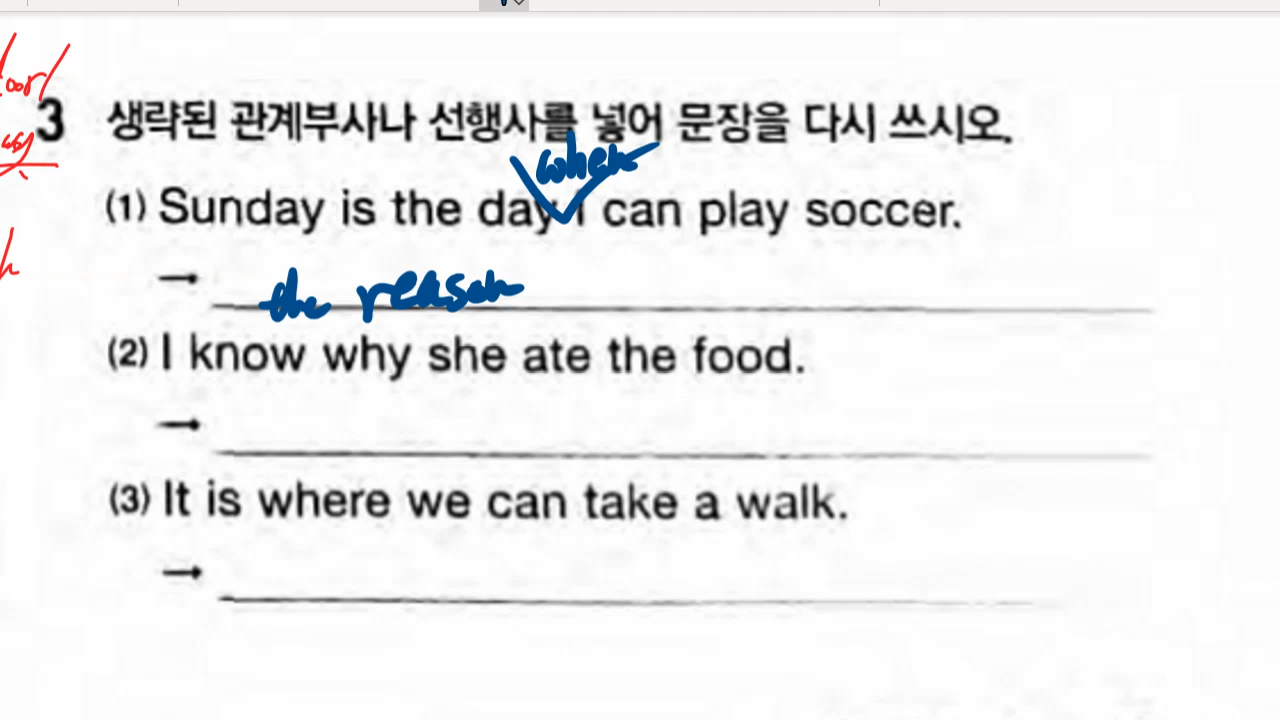 3 생략된 관계부사나 선행사를 넣어 문장을 다시 쓰시오.
when
(1) Sunday is the day I can play soccer.
→ the reason
(2) I know why she ate the food.
→
(3) It is where we can take a walk.
→